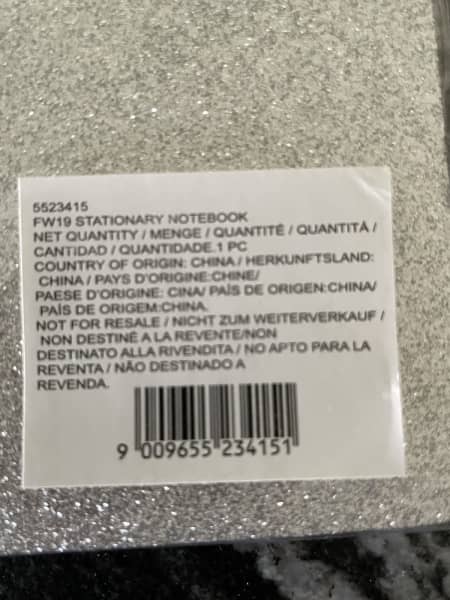 5523415
FW19 STATIONARY NOTEBOOK
NET QUANTITY / MENGE / QUANTITÉ / QUANTITÁ /
CANTIDAD / QUANTIDADE.1 PC
COUNTRY OF ORIGIN: CHINA / HERKUNFTSLAND:
CHINA / PAYS D'ORIGINE:CHINE/
PAESE D'ORIGINE: CINA/ PAÍS DE ORIGEN:CHINA/
PAÍS DE ORIGEM:CHINA.
NOT FOR RESALE / NICHT ZUM WEITERVERKAUF /
NON DESTINÉ A LA REVENTE/NON
DESTINATO ALLA RIVENDITA / NO APTO PARA LA
REVENTA / NÃO DESTINADO A
REVENDA.
9 009655 234151